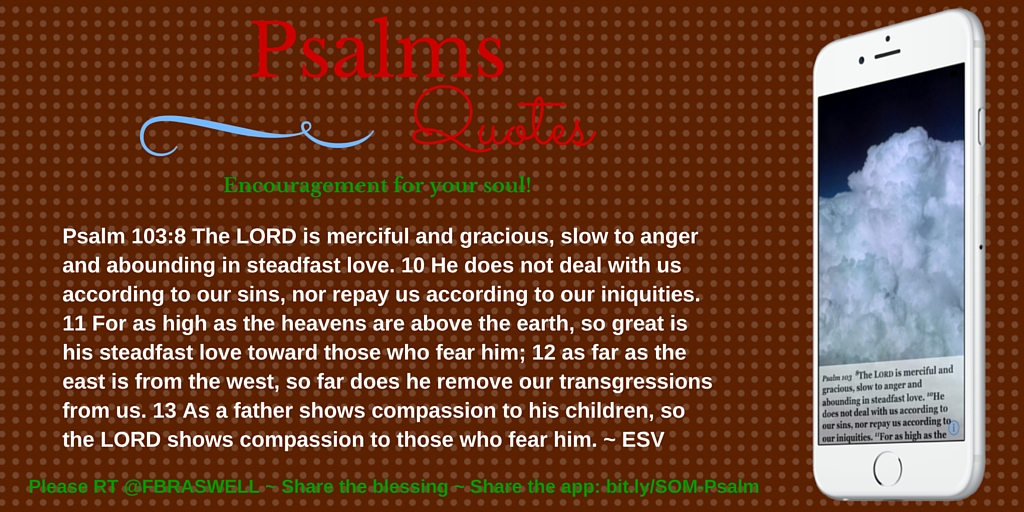 Psalms
Quotes
Encouragement for your soul!
Psalm 103:8 The LORD is merciful and gracious, slow to anger
and abounding in steadfast love. 10 He does not deal with us
according to our sins, nor repay us according to our iniquities.
11 For as high as the heavens are above the earth, so great is
his steadfast love toward those who fear him; 12 as far as the
east is from the west, so far does he remove our transgressions
from us. 13 As a father shows compassion to his children, so
the LORD shows compassion to those who fear him. ~ ESV
Please RT @FBRASWELL ~ Share the blessing ~ Share the app: bit.ly/SOM-Psalm
Psalm 103 ⁸The LORD is merciful and
gracious, slow to anger and
abounding in steadfast love. ¹⁰He
does not deal with us according to
our sins, nor repay us according to
our iniquities. ¹¹For as high as the